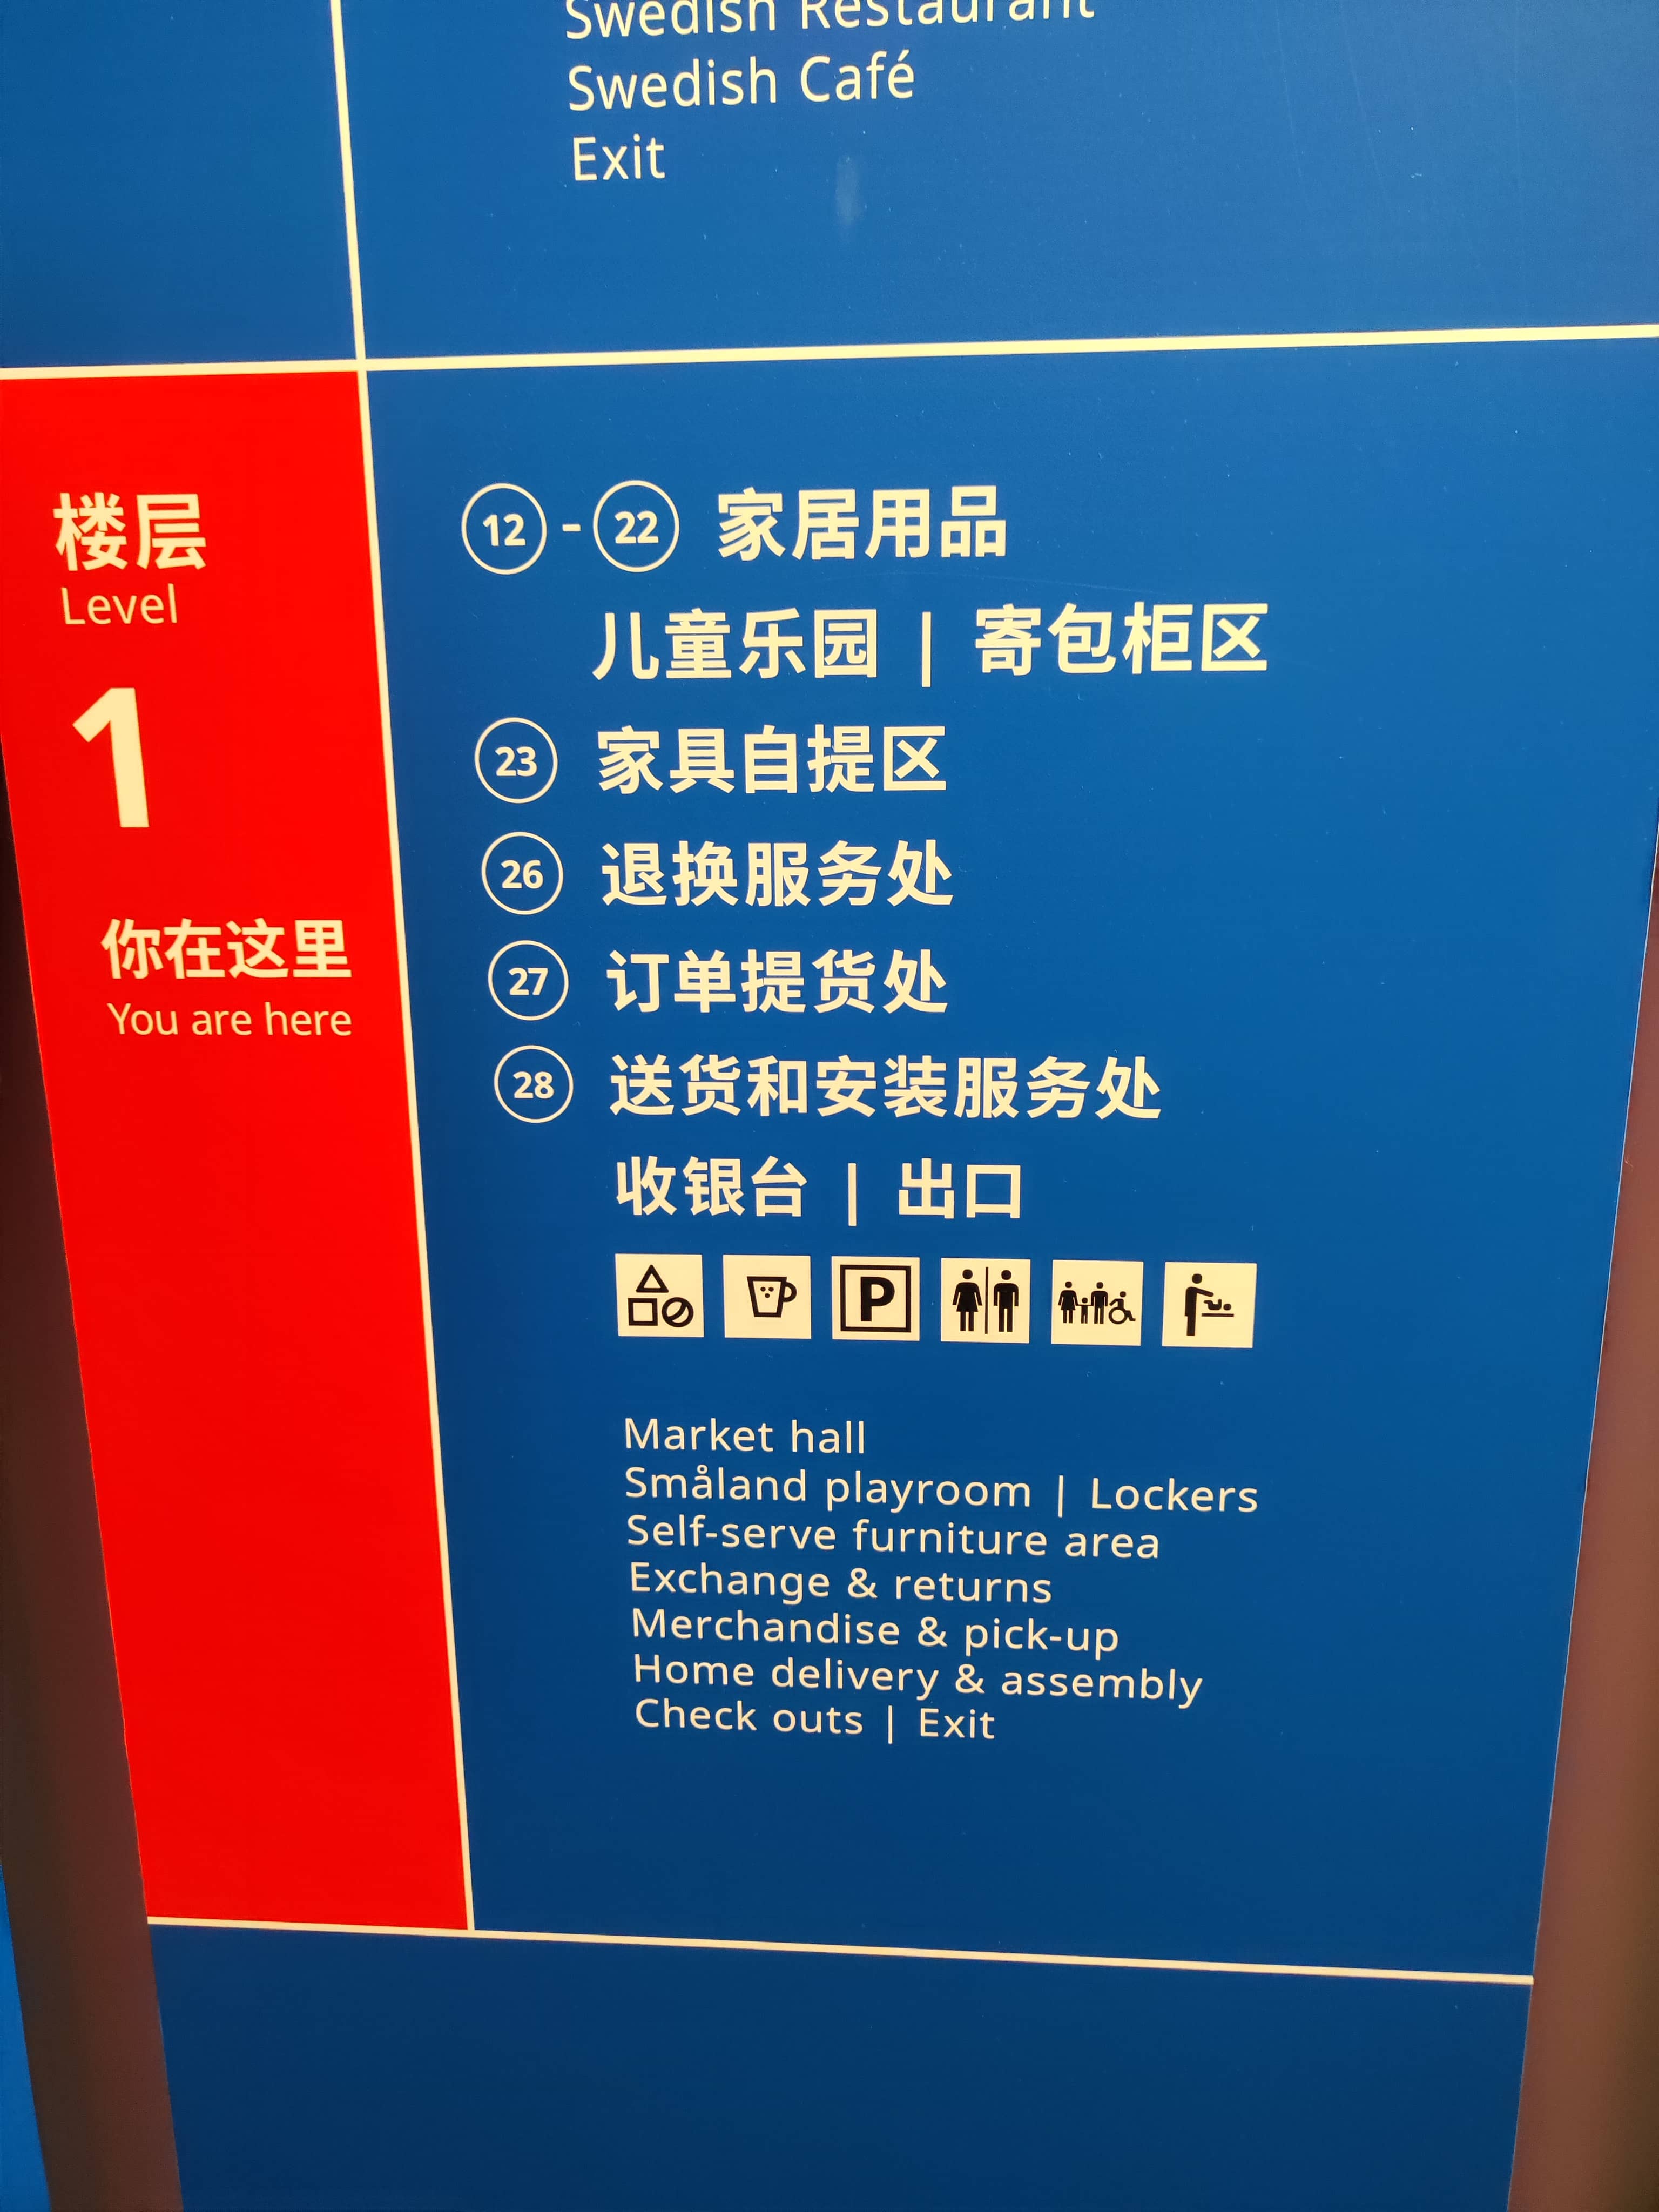 Swedish Restaurant
Swedish Café
Exit
楼层
Level
1
你在这里
You are here
12 - 22 家居用品
儿童乐园 | 寄包柜区
23 家具自提区
26 退换服务处
27 订单提货处
28 送货和安装服务处
收银台 | 出口
P
Market hall
Småland playroom | Lockers
Self-serve furniture area
Exchange & returns
Merchandise & pick-up
Home delivery & assembly
Check outs | Exit